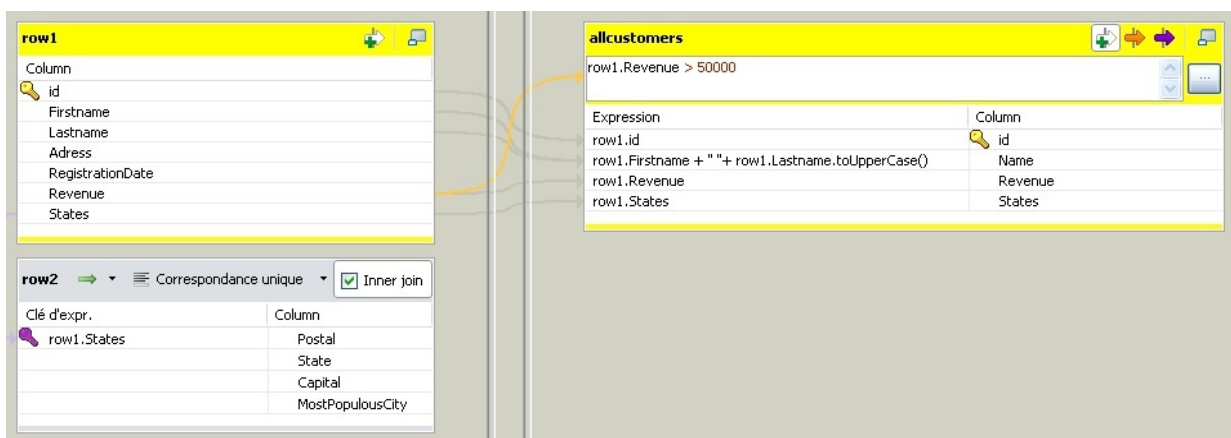 row1
Column
id
Firstname
Lastname
Adress
RegistrationDate
Revenue
States
row2 Correspondance unique Inner join
Clé d'expr. Column
row1.States Postal
State
Capital
MostPopulousCity
allcustomers
row1.Revenue > 50000
...
Expression Column
row1.id id
row1.Firstname + " "+ row1.Lastname.toUpperCase() Name
row1.Revenue Revenue
row1.States States